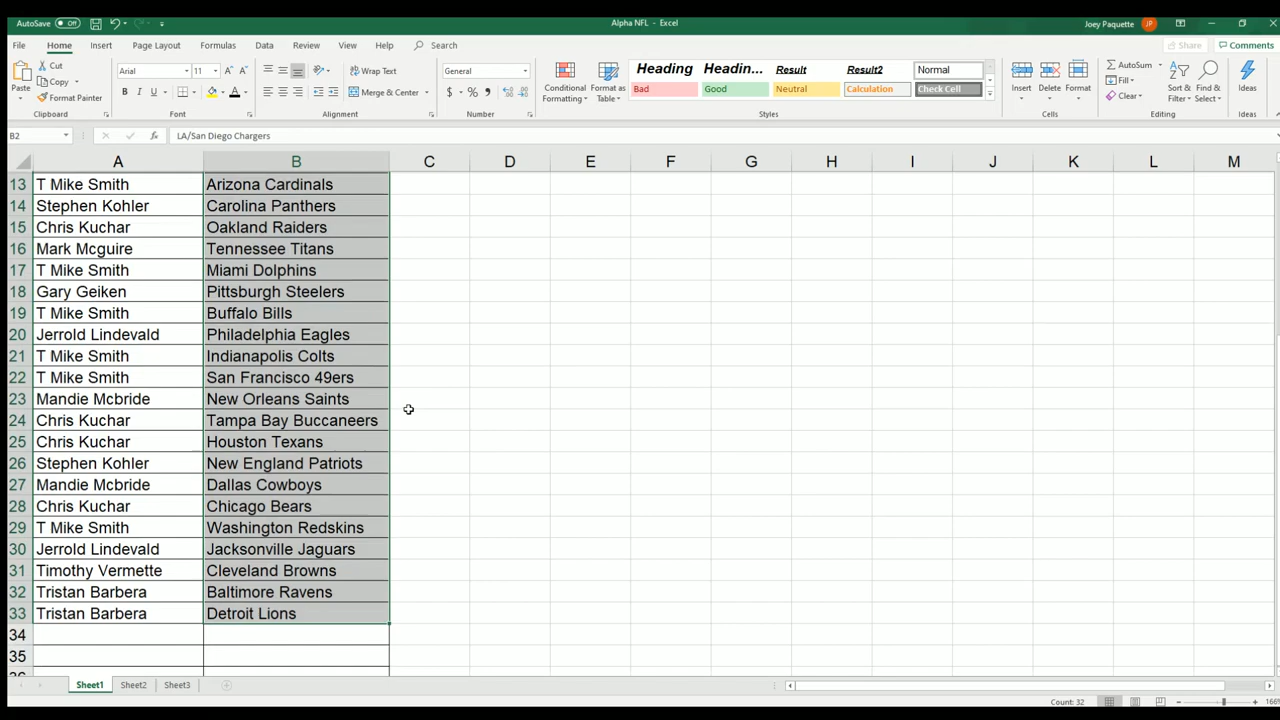 AutoSave Off Alpha NFL - Excel Joey Paquette JP
File Home Insert Page Layout Formulas Data Review View Help Search Share Comments
Paste Cut Copy Format Painter Clipboard
Arial 11 A A B I U A Font
Wrap Text Merge & Center Alignment
General $ % , Number
Conditional Formatting Format as Table
Heading Headin... Result Result2 Normal
Bad Good Neutral Calculation Check Cell
Styles
Insert Delete Format Cells
AutoSum Fill Clear Sort & Filter Find & Select Editing
Ideas Ideas
B2 fx LA/San Diego Chargers
A B C D E F G H I J K L M
13 T Mike Smith Arizona Cardinals
14 Stephen Kohler Carolina Panthers
15 Chris Kuchar Oakland Raiders
16 Mark Mcguire Tennessee Titans
17 T Mike Smith Miami Dolphins
18 Gary Geiken Pittsburgh Steelers
19 T Mike Smith Buffalo Bills
20 Jerrold Lindevald Philadelphia Eagles
21 T Mike Smith Indianapolis Colts
22 T Mike Smith San Francisco 49ers
23 Mandie Mcbride New Orleans Saints
24 Chris Kuchar Tampa Bay Buccaneers
25 Chris Kuchar Houston Texans
26 Stephen Kohler New England Patriots
27 Mandie Mcbride Dallas Cowboys
28 Chris Kuchar Chicago Bears
29 T Mike Smith Washington Redskins
30 Jerrold Lindevald Jacksonville Jaguars
31 Timothy Vermette Cleveland Browns
32 Tristan Barbera Baltimore Ravens
33 Tristan Barbera Detroit Lions
34
35
Sheet1 Sheet2 Sheet3
Count: 32 166